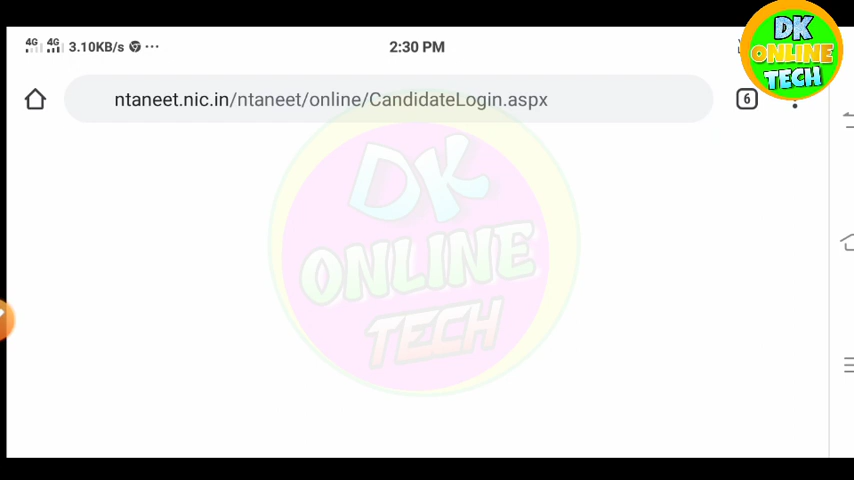 4G 4G 3.10KB/s ... 2:30 PM
ntaneet.nic.in/ntaneet/online/CandidateLogin.aspx 6
DK
ONLINE
TECH
DK
ONLINE
TECH